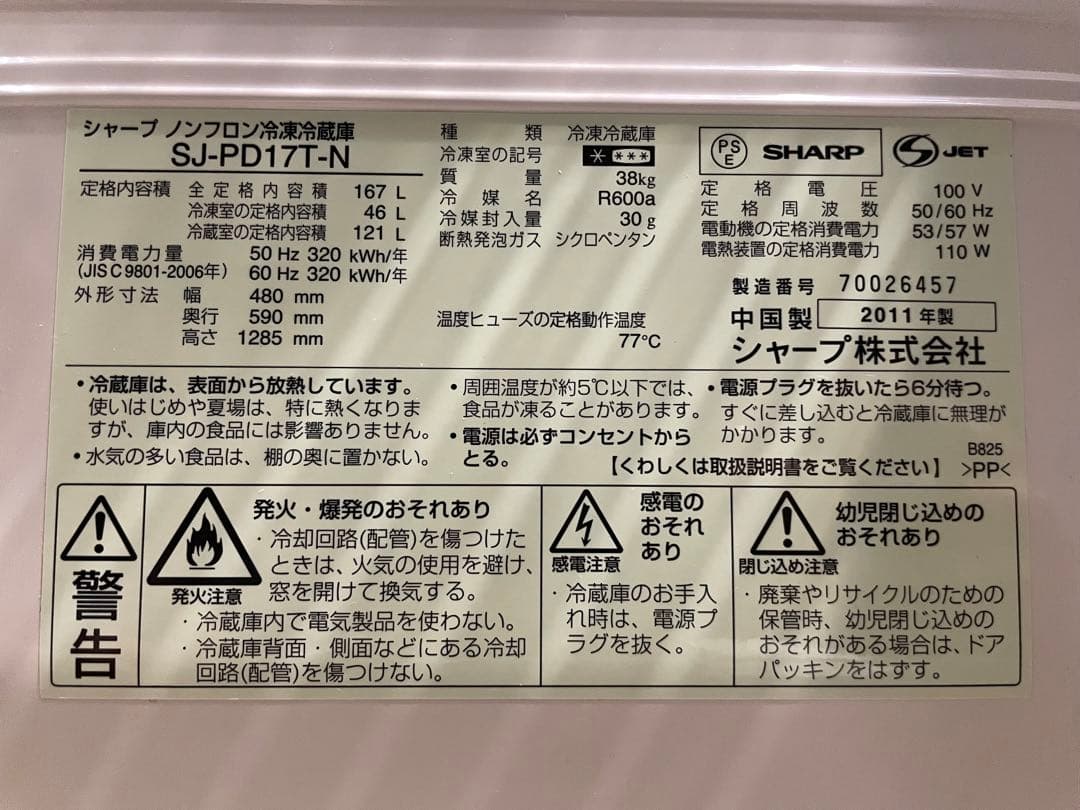 シャープ ノンフロン冷凍冷蔵庫
SJ-PD17T-N
定格内容積 全定格内容積 167 L
冷凍室の定格内容積 46 L
冷蔵室の定格内容積 121 L
消費電力量 50 Hz 320 kWh/年
(JIS C 9801-2006年) 60 Hz 320 kWh/年
外形寸法 幅 480 mm
奥行 590 mm
高さ 1285 mm
種類 冷凍冷蔵庫
冷凍室の記号 * ***
質量 38kg
冷媒名 R600a
冷媒封入量 30g
断熱発泡ガス シクロペンタン
温度ヒューズの定格動作温度
77℃
PSE SHARP JET
定格電圧 100 V
定格周波数 50/60 Hz
電動機の定格消費電力 53/57 W
電熱装置の定格消費電力 110 W
製造番号 70026457
中国製 2011年製
シャープ株式会社
・冷蔵庫は、表面から放熱しています。
使いはじめや夏場は、特に熱くなりま
すが、庫内の食品には影響ありません。
・水気の多い食品は、棚の奥に置かない。
・周囲温度が約5℃以下では、
食品が凍ることがあります。
・電源は必ずコンセントから
とる。
・電源プラグを抜いたら6分待つ。
すぐに差し込むと冷蔵庫に無理が
かかります。
【くわしくは取扱説明書をご覧ください】
B825
>PP<
警告
発火注意
発火・爆発のおそれあり
・冷却回路(配管)を傷つけた
ときは、火気の使用を避け、
窓を開けて換気する。
・冷蔵庫内で電気製品を使わない。
・冷蔵庫背面・側面などにある冷却
回路(配管)を傷つけない。
感電注意
感電の
おそれ
あり
・冷蔵庫のお手入
れ時は、電源プ
ラグを抜く。
閉じ込め注意
幼児閉じ込めの
おそれあり
・廃棄やリサイクルのための
保管時、幼児閉じ込めの
おそれがある場合は、ドア
パッキンをはずす。